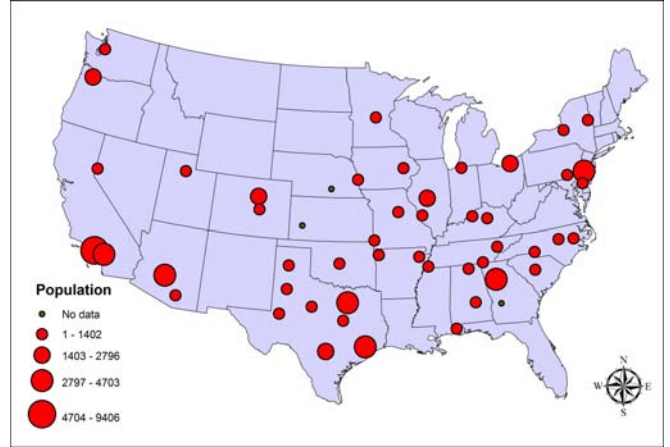 Population
No data
1 - 1402
1403 - 2796
2797 - 4703
4704 - 9406
N
W E
S